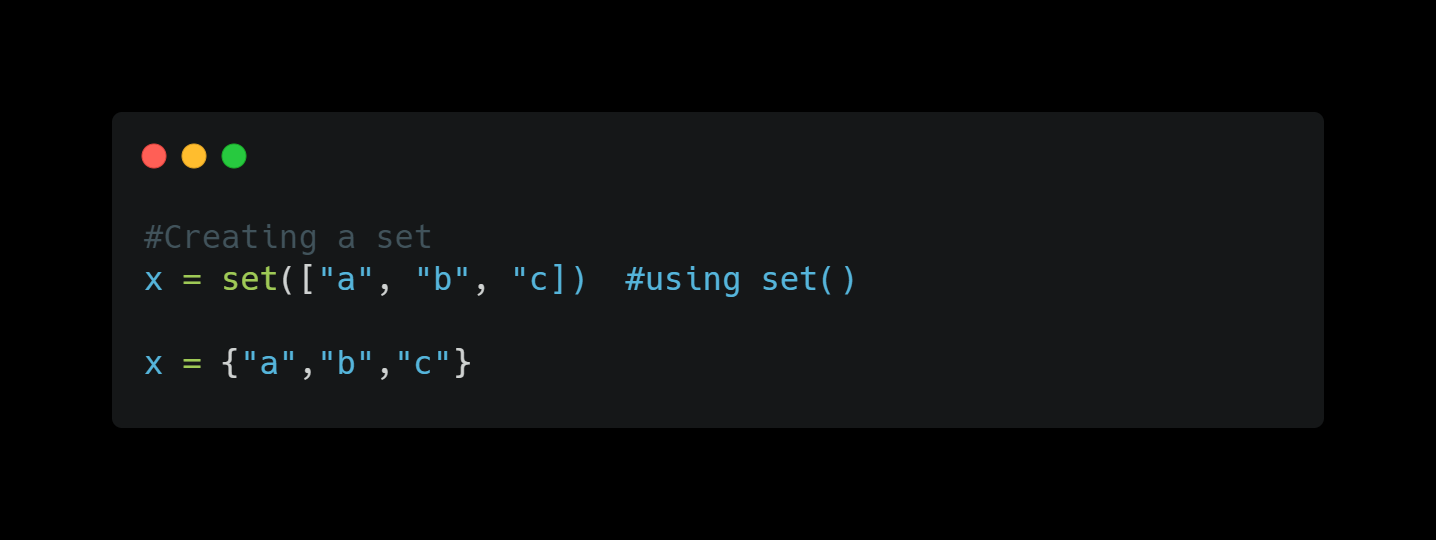 #Creating a set
x = set(["a", "b", "c])  #using set()
x = {"a","b","c"}